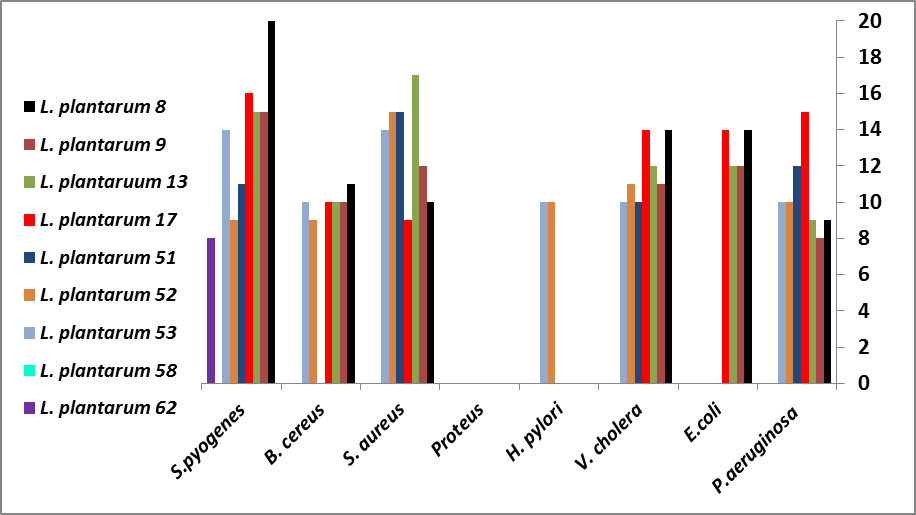 L. plantarum 8
L. plantarum 9
L. plantaruum 13
L. plantarum 17
L. plantarum 51
L. plantarum 52
L. plantarum 53
L. plantarum 58
L. plantarum 62
20
18
16
14
12
10
8
6
4
2
0
S.pyogenes
B. cereus
S. aureus
Proteus
H. pylori
V. cholera
E.coli
P.aeruginosa